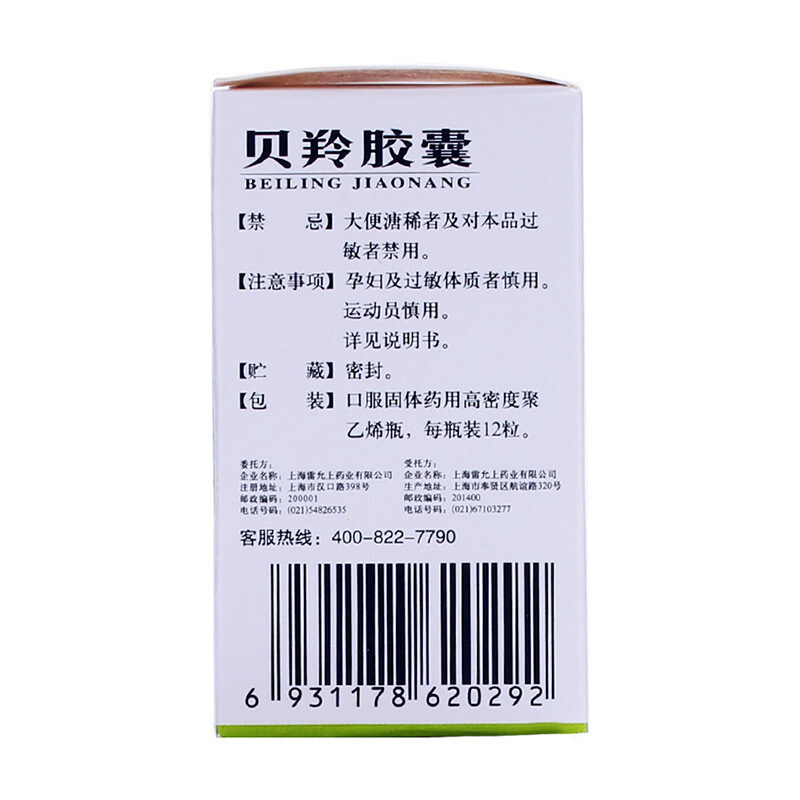 贝羚胶囊
BEILING JIAONANG
【禁 忌】大便溏稀者及对本品过
敏者禁用。
【注意事项】孕妇及过敏体质者慎用。
运动员慎用。
详见说明书。
【贮 藏】密封。
【包 装】口服固体药用高密度聚
乙烯瓶，每瓶装12粒。
委托方：
企业名称：上海雷允上药业有限公司
注册地址：上海市汉口路398号
邮政编码：200001
电话号码：(021)54826535
受托方：
企业名称：上海雷允上药业有限公司
生产地址：上海市奉贤区航谊路320号
邮政编码：201400
电话号码：(021)67103277
客服热线：400-822-7790
6 931178 620292